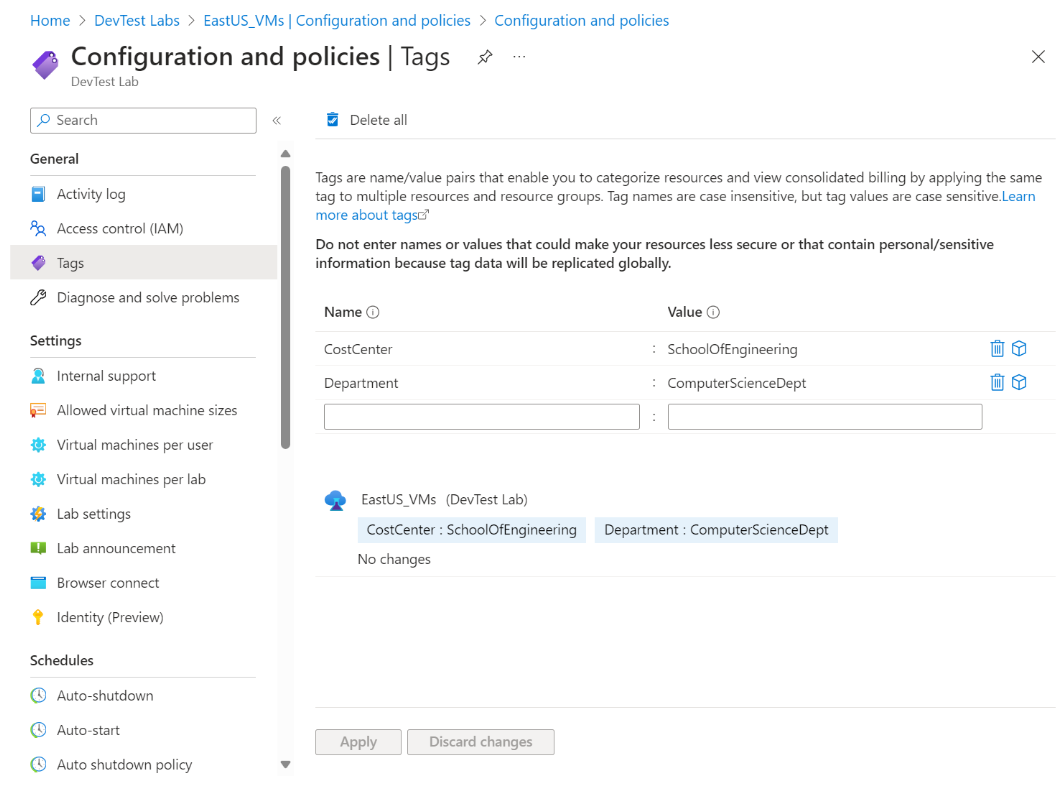 Home > DevTest Labs > EastUS_VMs | Configuration and policies > Configuration and policies
Configuration and policies | Tags
DevTest Lab
Search
General
Activity log
Access control (IAM)
Tags
Diagnose and solve problems
Settings
Internal support
Allowed virtual machine sizes
Virtual machines per user
Virtual machines per lab
Lab settings
Lab announcement
Browser connect
Identity (Preview)
Schedules
Auto-shutdown
Auto-start
Auto shutdown policy
Delete all
Tags are name/value pairs that enable you to categorize resources and view consolidated billing by applying the same
tag to multiple resources and resource groups. Tag names are case insensitive, but tag values are case sensitive.Learn
more about tags
Do not enter names or values that could make your resources less secure or that contain personal/sensitive
information because tag data will be replicated globally.
Name Value
CostCenter : SchoolOfEngineering
Department : ComputerScienceDept
:
EastUS_VMs (DevTest Lab)
CostCenter : SchoolOfEngineering Department : ComputerScienceDept
No changes
Apply Discard changes